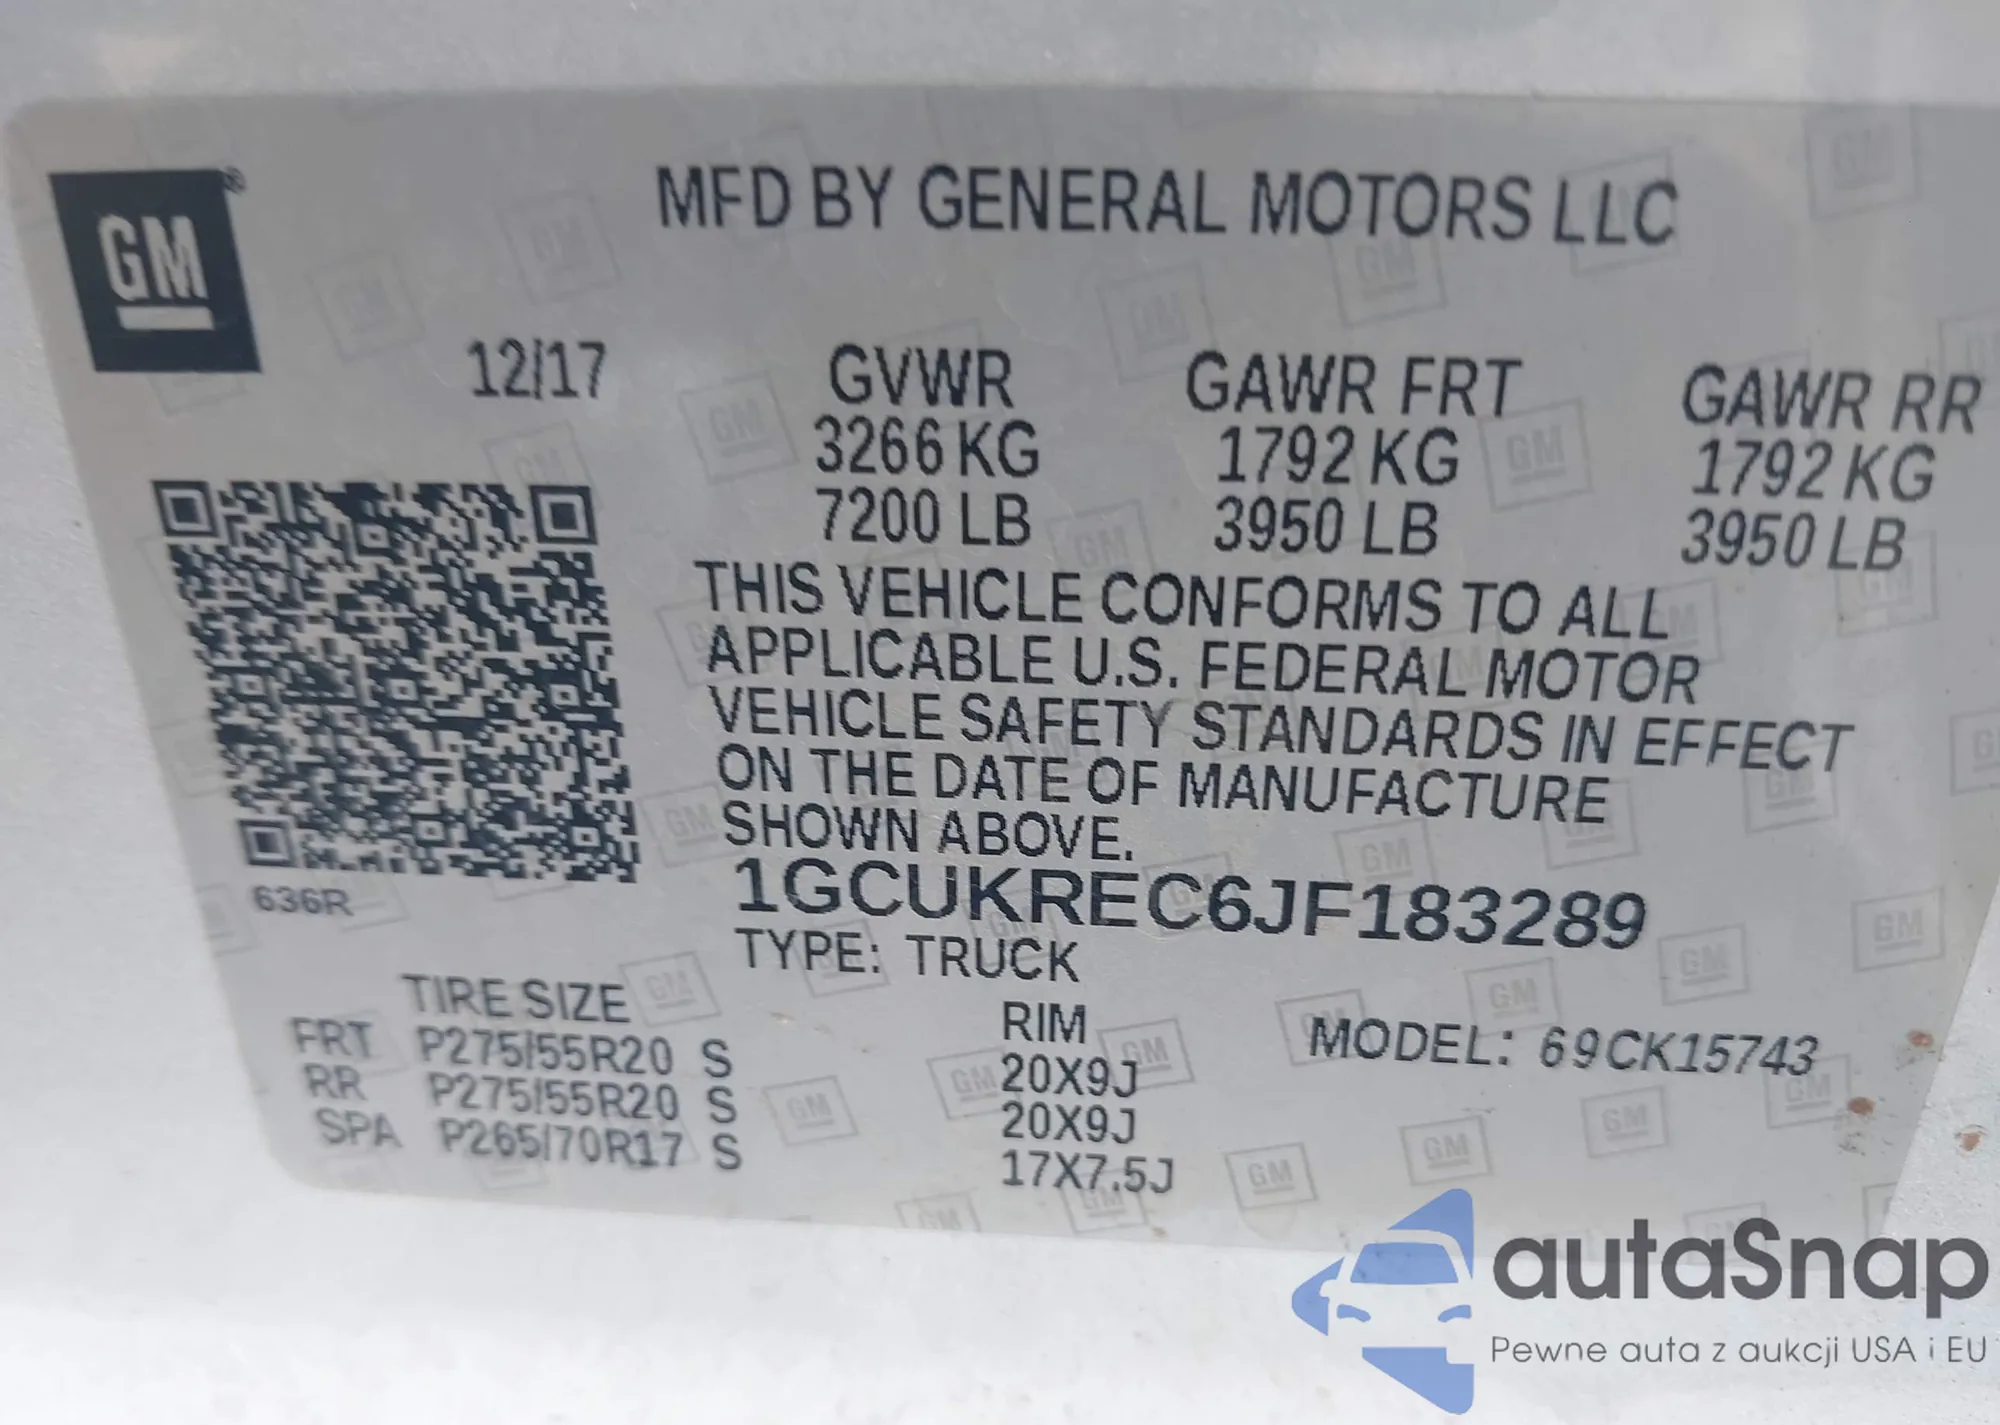 GM
MFD BY GENERAL MOTORS LLC
12/17
GVWR
3266 KG
7200 LB
GAWR FRT
1792 KG
3950 LB
GAWR RR
1792 KG
3950 LB
THIS VEHICLE CONFORMS TO ALL
APPLICABLE U.S. FEDERAL MOTOR
VEHICLE SAFETY STANDARDS IN EFFECT
ON THE DATE OF MANUFACTURE
SHOWN ABOVE.
1GCUKREC6JF183289
TYPE: TRUCK
636R
TIRE SIZE RIM
FRT P275/55R20 S 20X9J
RR P275/55R20 S 20X9J
SPA P265/70R17 S 17X7.5J
MODEL: 69CK15743
autaSnap
Pewne auta z aukcji USA i EU